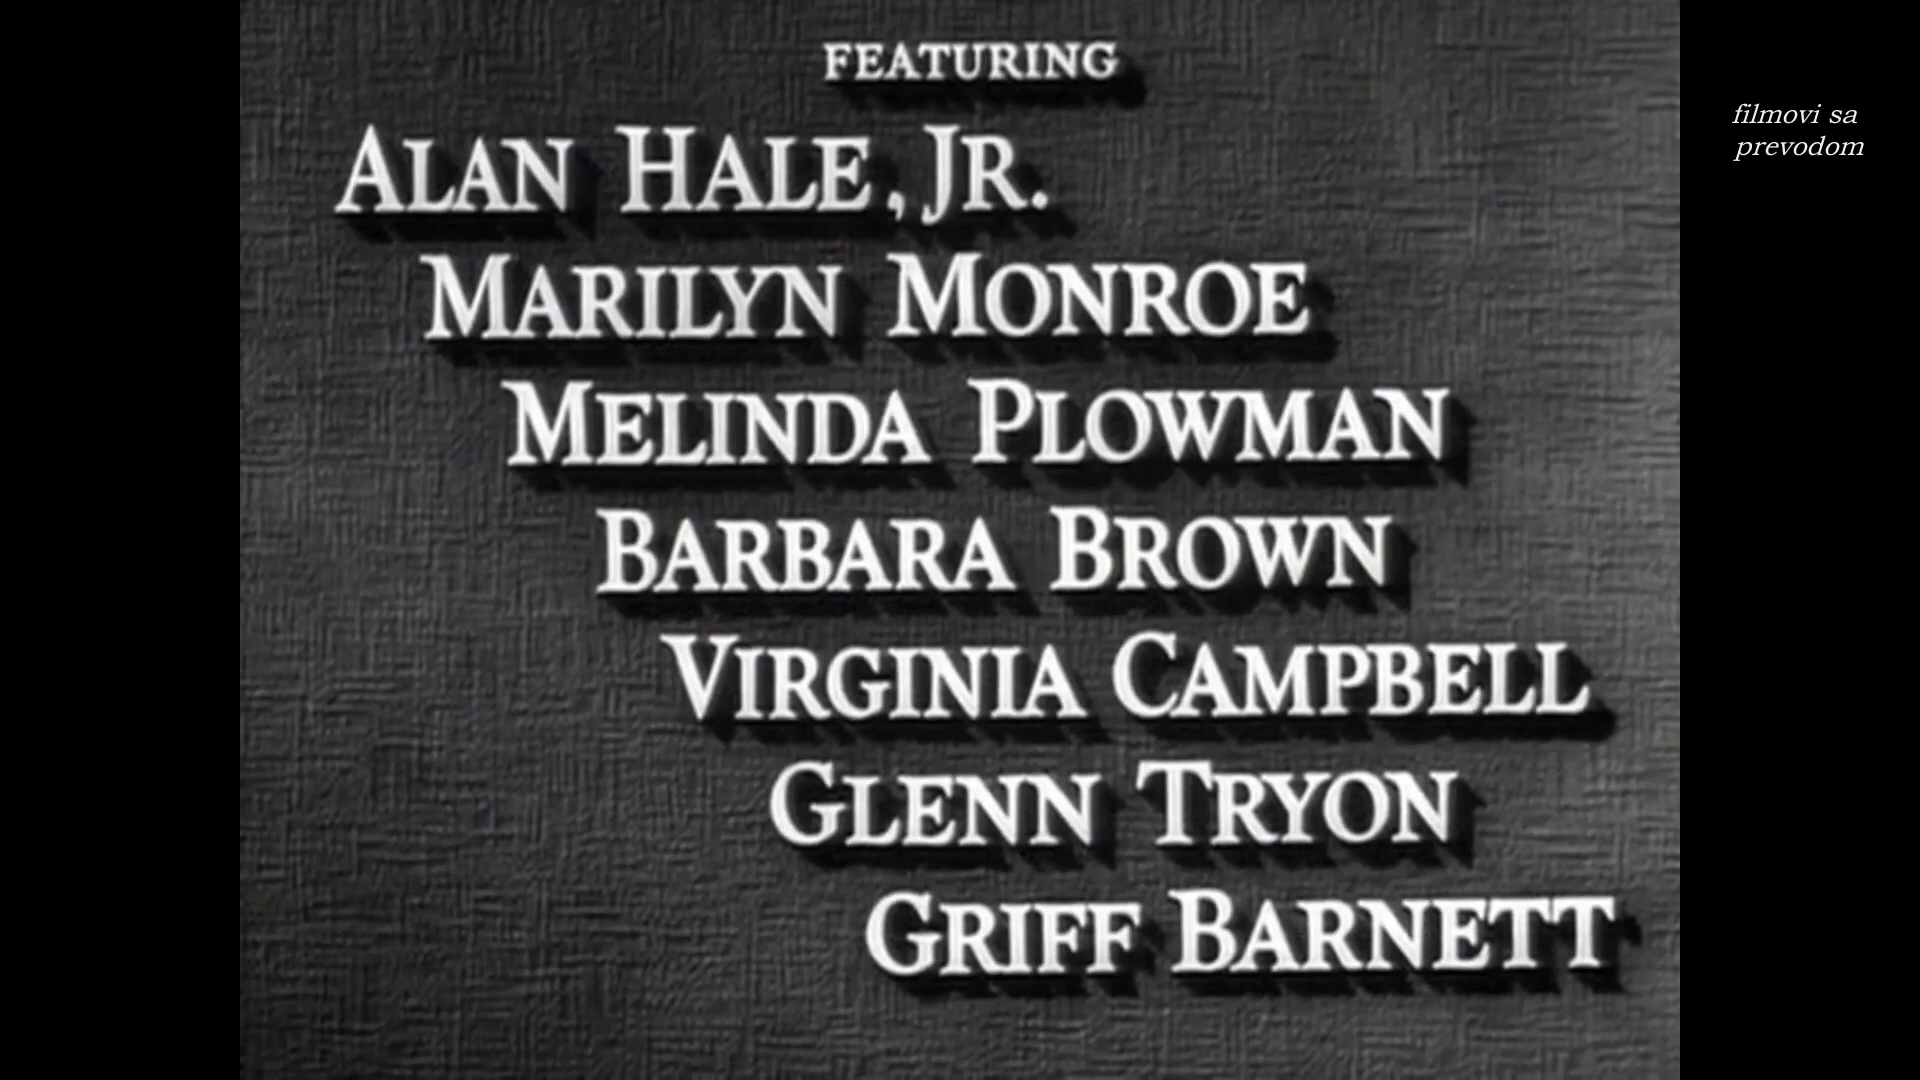 FEATURING
ALAN HALE, JR.
MARILYN MONROE
MELINDA PLOWMAN
BARBARA BROWN
VIRGINIA CAMPBELL
GLENN TRYON
GRIFF BARNETT
filmovi sa
prevodom